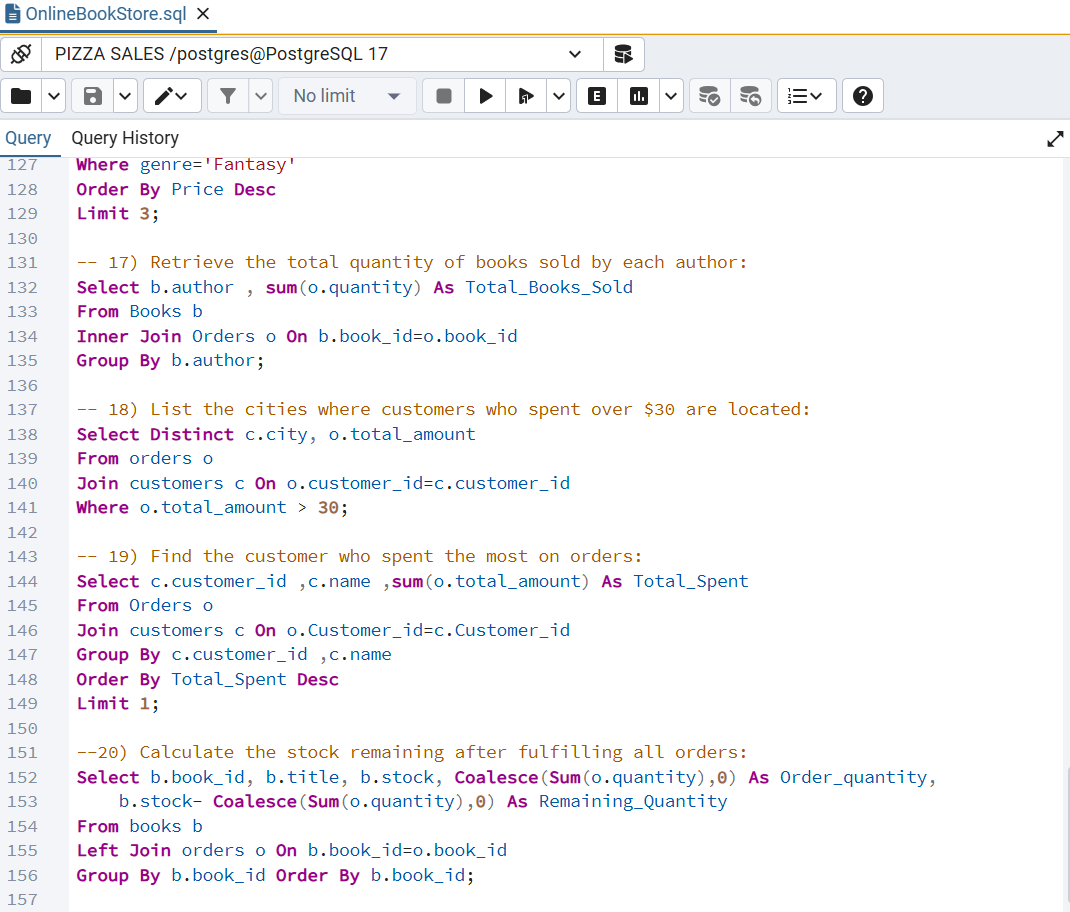 OnlineBookStore.sql
PIZZA SALES /postgres@PostgreSQL 17
No limit
E
Query Query History
127 Where genre='Fantasy'
128 Order By Price Desc
129 Limit 3;
130
131 -- 17) Retrieve the total quantity of books sold by each author:
132 Select b.author , sum(o.quantity) As Total_Books_Sold
133 From Books b
134 Inner Join Orders o On b.book_id=o.book_id
135 Group By b.author;
136
137 -- 18) List the cities where customers who spent over $30 are located:
138 Select Distinct c.city, o.total_amount
139 From orders o
140 Join customers c On o.customer_id=c.customer_id
141 Where o.total_amount > 30;
142
143 -- 19) Find the customer who spent the most on orders:
144 Select c.customer_id ,c.name ,sum(o.total_amount) As Total_Spent
145 From Orders o
146 Join customers c On o.Customer_id=c.Customer_id
147 Group By c.customer_id ,c.name
148 Order By Total_Spent Desc
149 Limit 1;
150
151 --20) Calculate the stock remaining after fulfilling all orders:
152 Select b.book_id, b.title, b.stock, Coalesce(Sum(o.quantity),0) As Order_quantity,
153 b.stock- Coalesce(Sum(o.quantity),0) As Remaining_Quantity
154 From books b
155 Left Join orders o On b.book_id=o.book_id
156 Group By b.book_id Order By b.book_id;
157